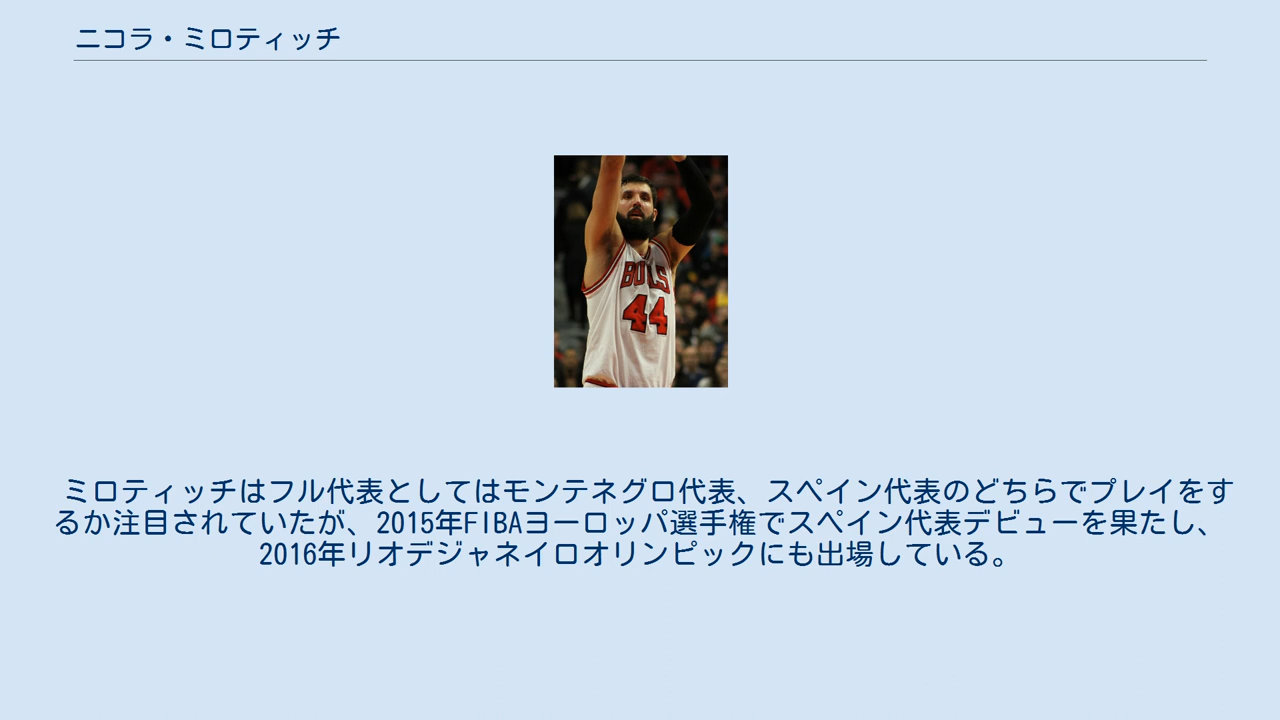 ニコラ・ミロティッチ
BULLS
44
ミロティッチはフル代表としてはモンテネグロ代表、スペイン代表のどちらでプレイをす
るか注目されていたが、2015年FIBAヨーロッパ選手権でスペイン代表デビューを果たし、
2016年リオデジャネイロオリンピックにも出場している。